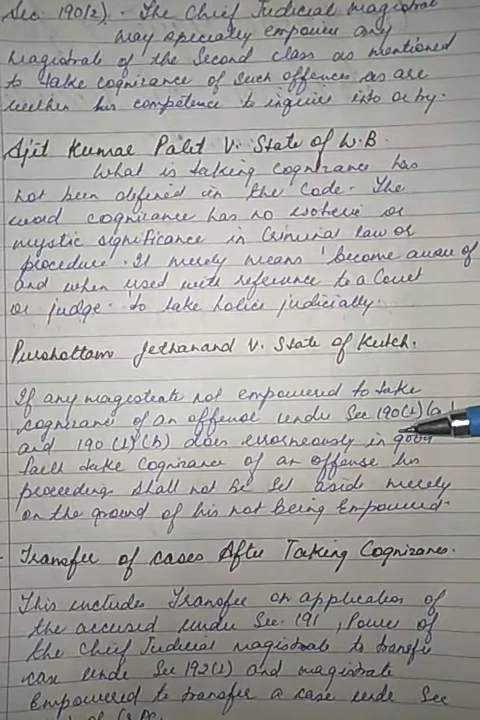 Sec. 190(2) - The Chief Judicial magistrat
may specially empower any
Magistrate of the Second class as mentioned
to take cognizance of such offences as are
within his competence to inquire into or by.
Ajit Kumar Palit V. State of W.B.
What is taking cognizance has
not been defined in the Code. The
word cognizance has no esoteric or
mystic significance in Criminal law or
procedure. It merely means 'become aware of
and when used with reference to a Court
or judge. to take notice judicially.
Purshottam Jethanand V. State of Kutch.
If any magistrate not empowered to take
cognizance of an offense under Sec 190(1)(a)
and 190 (1)(b) does erroneously in good
faith take Cognizance of an offense his
proceeding shall not be Set aside merely
on the ground of his not being Empowered.
Transfer of cases After Taking Cognizance.
This includes Transfer on application of
the accused under Sec. 191, Power of
the Chief Judicial magistrate to transfer
case under Sec 192(1) and magistrate
Empowered to transfer a case under Sec